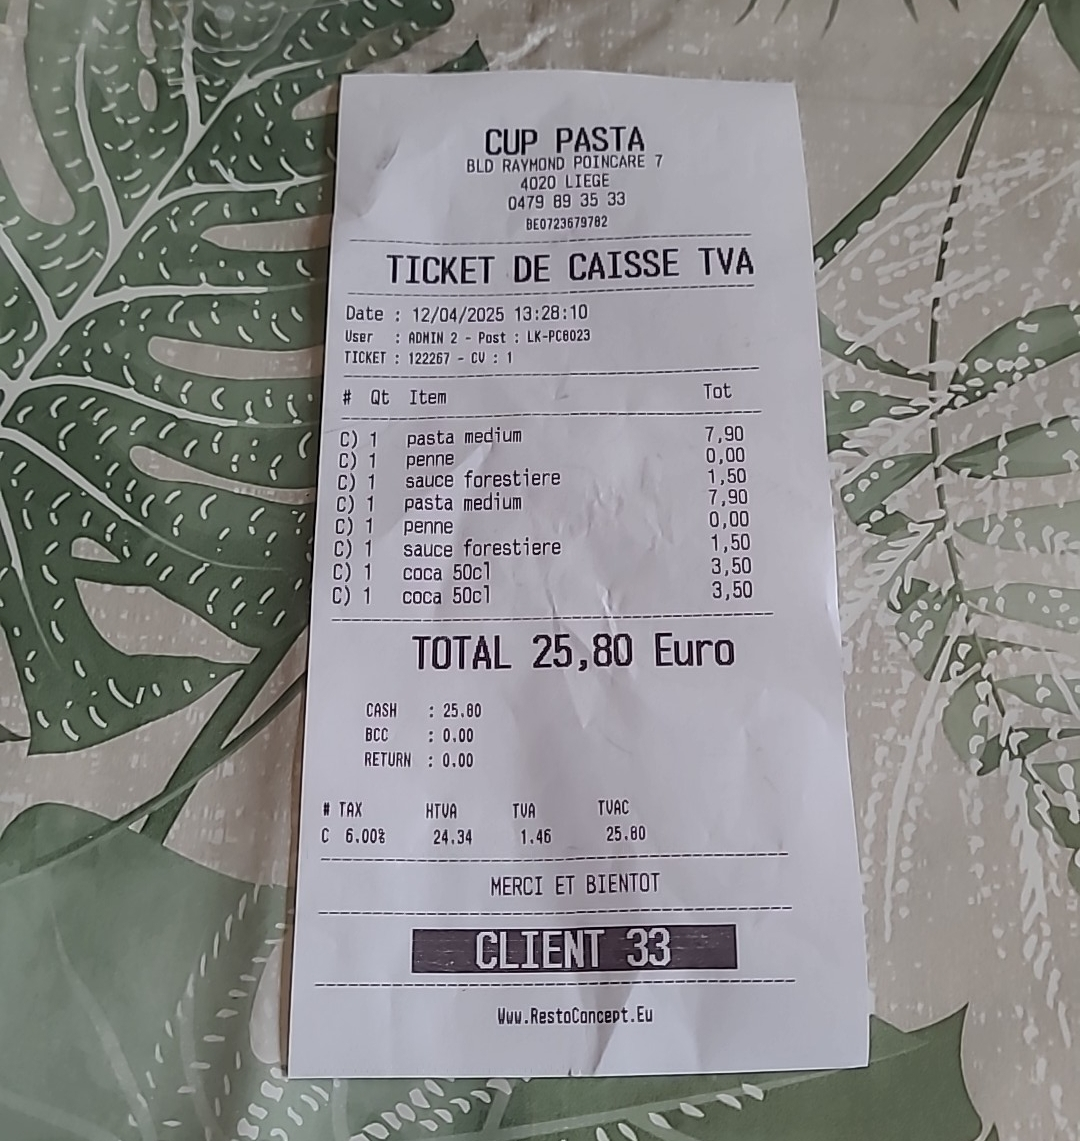 CUP PASTA
BLD RAYMOND POINCARE 7
4020 LIEGE
0479 89 35 33
BE0723679782
TICKET DE CAISSE TVA
Date : 12/04/2025 13:28:10
User : ADMIN 2 - Post : LK-PC8023
TICKET : 122267 - CV : 1
# Qt Item Tot
C) 1 pasta medium 7,90
C) 1 penne 0,00
C) 1 sauce forestiere 1,50
C) 1 pasta medium 7,90
C) 1 penne 0,00
C) 1 sauce forestiere 1,50
C) 1 coca 50cl 3,50
C) 1 coca 50cl 3,50
TOTAL 25,80 Euro
CASH : 25.80
BCC : 0.00
RETURN : 0.00
# TAX HTVA TVA TVAC
C 6.00% 24.34 1.46 25.80
MERCI ET BIENTOT
CLIENT 33
Www.RestoConcept.Eu